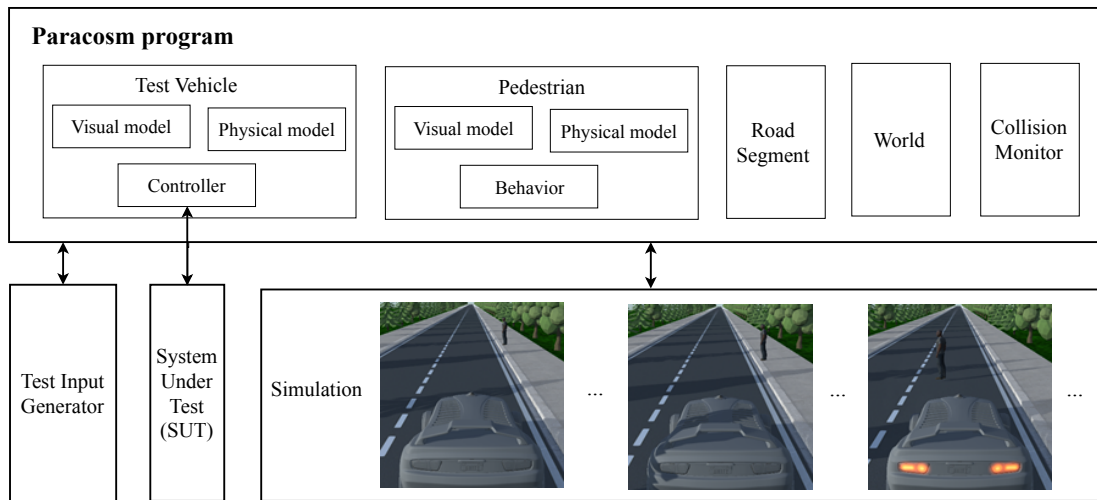 Paracosm program
Test Vehicle
Visual model
Physical model
Controller
Pedestrian
Visual model
Physical model
Behavior
Road
Segment
World
Collision
Monitor
Test Input
Generator
System
Under
Test
(SUT)
Simulation
...
...
...